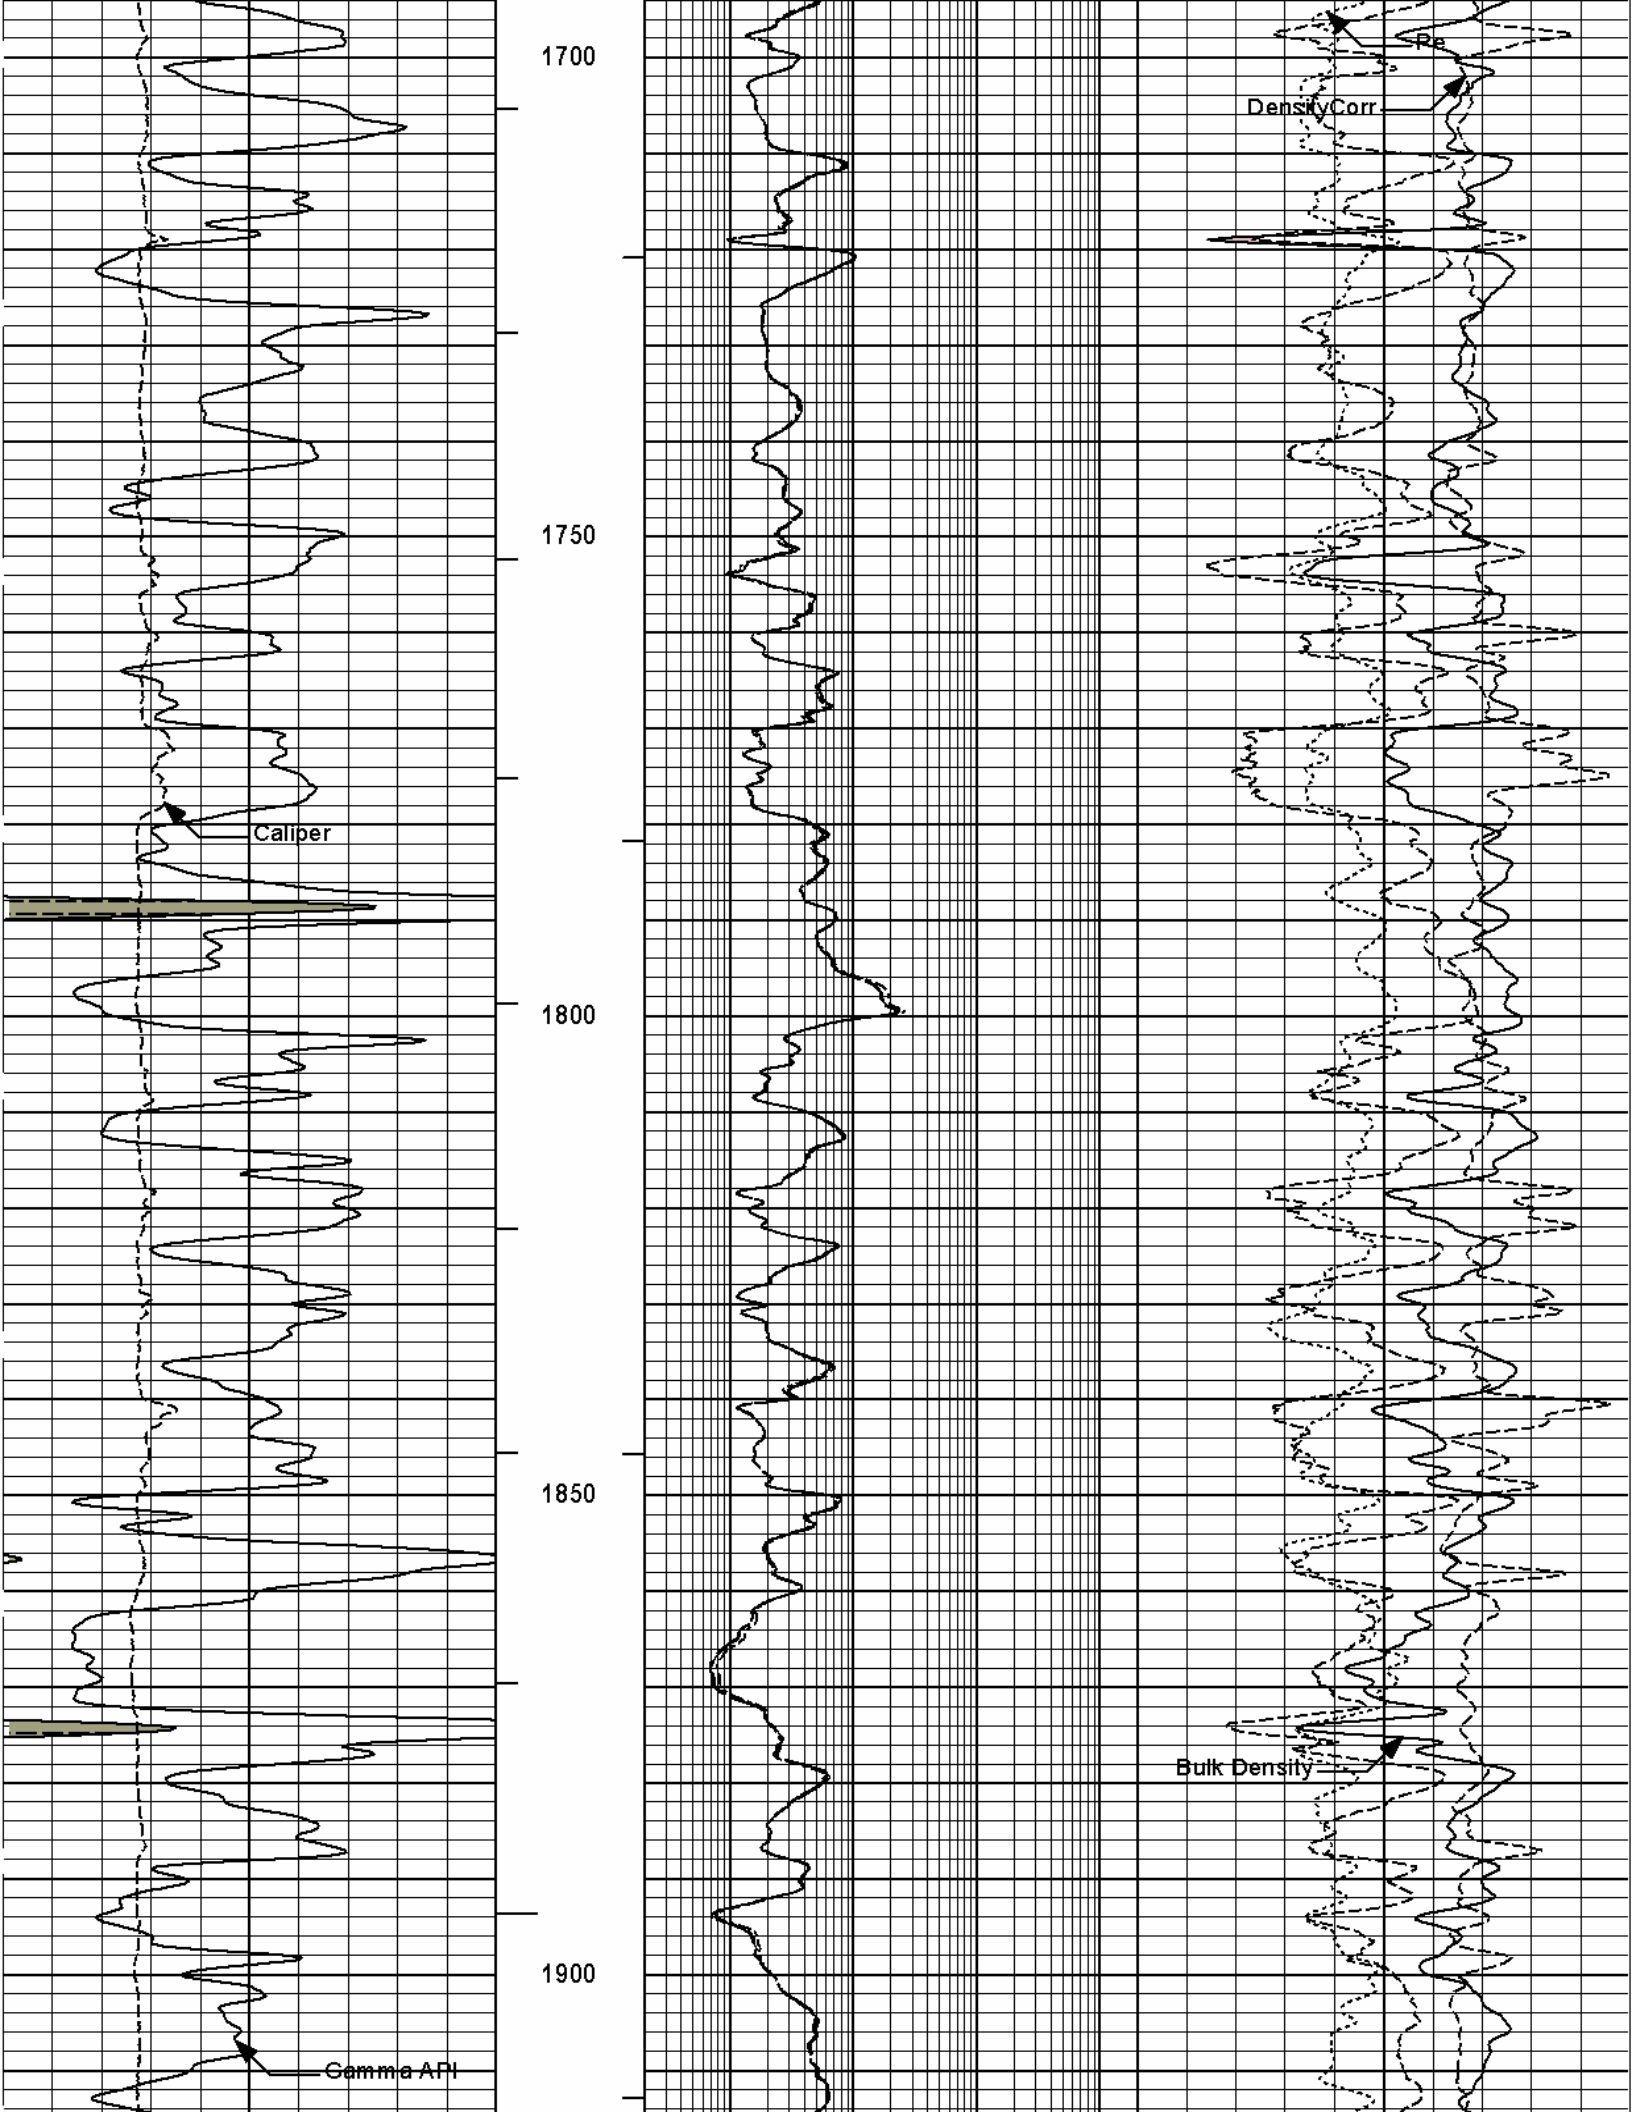 1700
Pe
DensityCorr
1750
Caliper
1800
1850
Bulk Density
1900
Gamma API